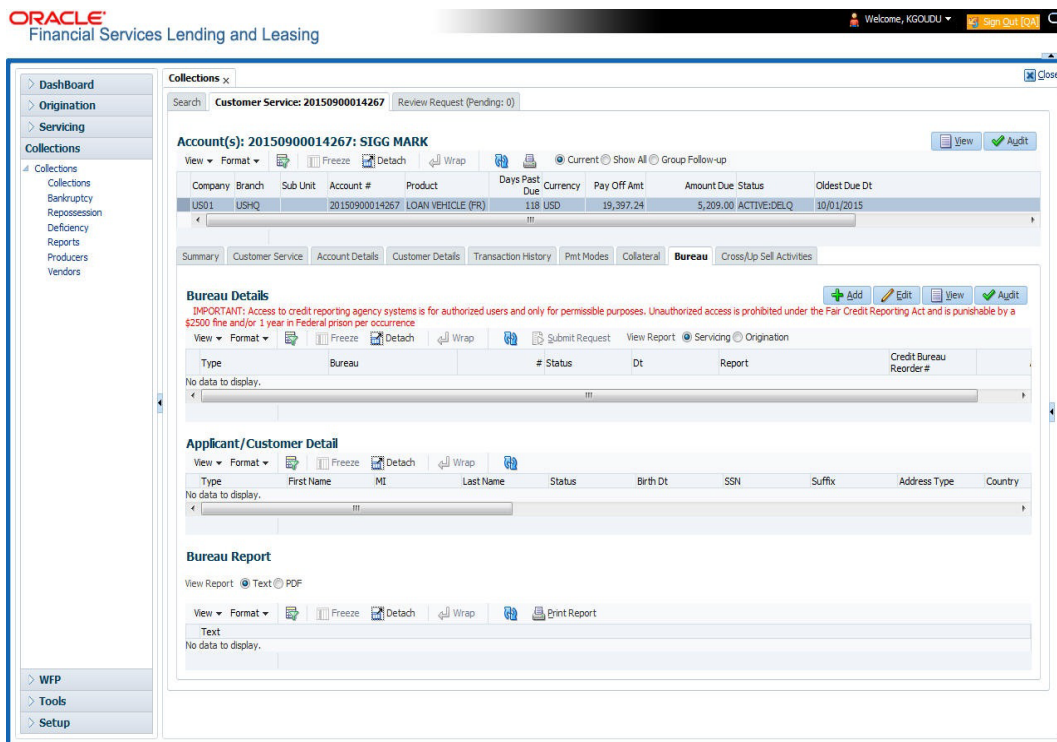 ORACLE
Financial Services Lending and Leasing
Welcome, KGOUDU
Sign Out [QA]
Close
DashBoard
Origination
Servicing
Collections
Collections
Collections
Bankruptcy
Repossession
Deficiency
Reports
Producers
Vendors
WFP
Tools
Setup
Collections x
Search Customer Service: 20150900014267 Review Request (Pending: 0)
Account(s): 20150900014267: SIGG MARK
View Audit
View Format Freeze Detach Wrap Current Show All Group Follow-up
Company Branch Sub Unit Account # Product Days Past Due Currency Pay Off Amt Amount Due Status Oldest Due Dt
US01 USHQ 20150900014267 LOAN VEHICLE (FR) 118 USD 19,397.24 5,209.00 ACTIVE:DELQ 10/01/2015
Summary Customer Service Account Details Customer Details Transaction History Pmt Modes Collateral Bureau Cross/Up Sell Activities
Bureau Details
Add Edit View Audit
IMPORTANT: Access to credit reporting agency systems is for authorized users and only for permissible purposes. Unauthorized access is prohibited under the Fair Credit Reporting Act and is punishable by a
$2500 fine and/or 1 year in Federal prison per occurrence
View Format Freeze Detach Wrap Submit Request View Report Servicing Origination
Type Bureau # Status Dt Report Credit Bureau Reorder#
No data to display.
Applicant/Customer Detail
View Format Freeze Detach Wrap
Type First Name MI Last Name Status Birth Dt SSN Suffix Address Type Country
No data to display.
Bureau Report
View Report Text PDF
View Format Freeze Detach Wrap Print Report
Text
No data to display.